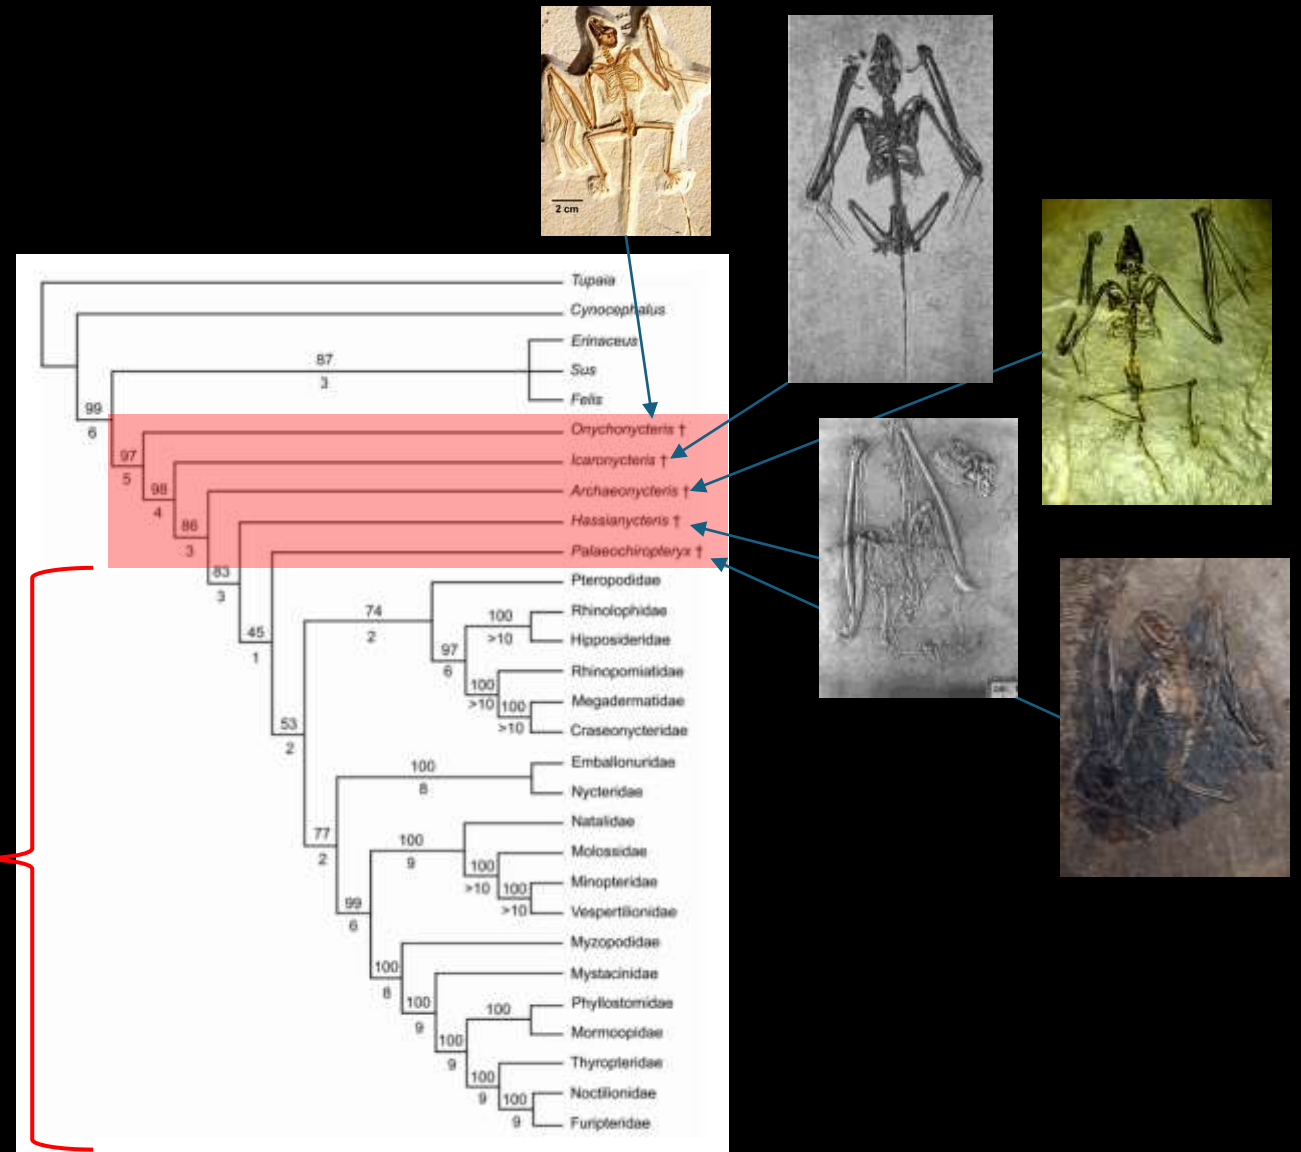 2 cm
Tupaia
Cynocephalus
Erinaceus
87
Sus
3
Felis
99
6
Onychonycteris †
97
Icaronycteris †
5
98
Archaeonycteris †
4
86
Hassianycteris †
3
Palaeochiropteryx †
83
Pteropodidae
3
74
Rhinolophidae
100
45
2
>10
Hipposideridae
1
97
6
Rhinopomiatidae
100
>10
Megadermatidae
100
53
>10
Craseonycteridae
2
Emballonuridae
100
8
Nycteridae
Natalidae
77
100
2
9
Molossidae
100
>10
Minopteridae
100
99
>10
Vespertilionidae
6
Myzopodidae
100
Mystacinidae
8
100
Phyllostomidae
100
9
Mormoopidae
100
9
Thyropteridae
100
9
Noctilionidae
100
9
Furipteridae